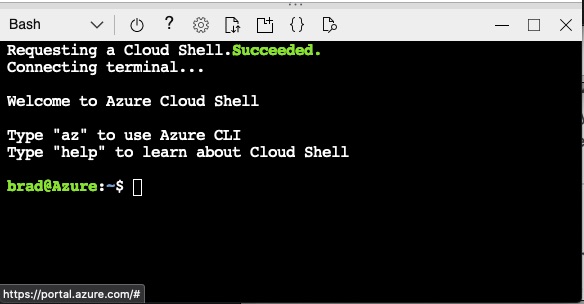 Bash
Requesting a Cloud Shell.Succeeded.
Connecting terminal...
Welcome to Azure Cloud Shell
Type "az" to use Azure CLI
Type "help" to learn about Cloud Shell
brad@Azure:~$
https://portal.azure.com/#